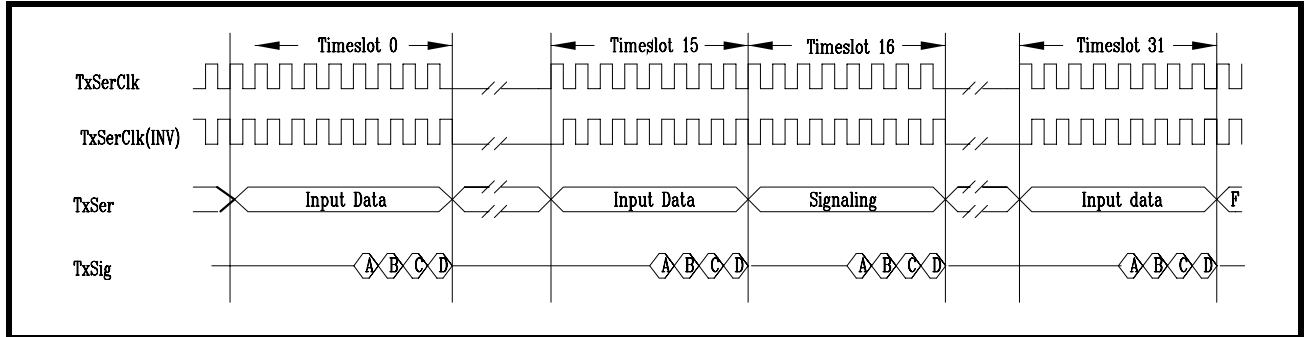 Timeslot 0 Timeslot 15 Timeslot 16 Timeslot 31
TxSerClk
TxSerClk(INV)
TxSer Input Data Input Data Signaling Input data F
TxSig A B C D A B C D A B C D A B C D